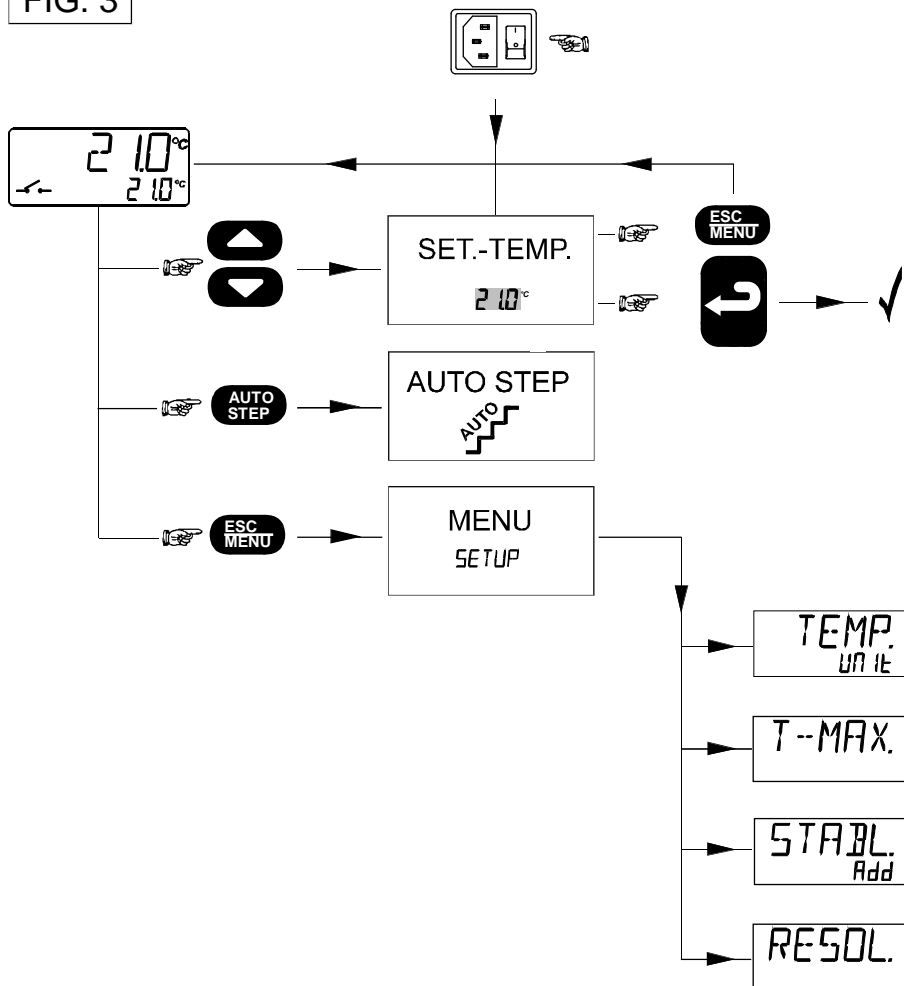 FIG. 3
21.0°C
21.0°C
ESC
MENU
SET.-TEMP.
21.0°C
AUTO STEP
AUTO
AUTO
STEP
MENU
SETUP
ESC
MENU
TEMP.
Unit
T--MAX.
STABL.
Add
RESOL.